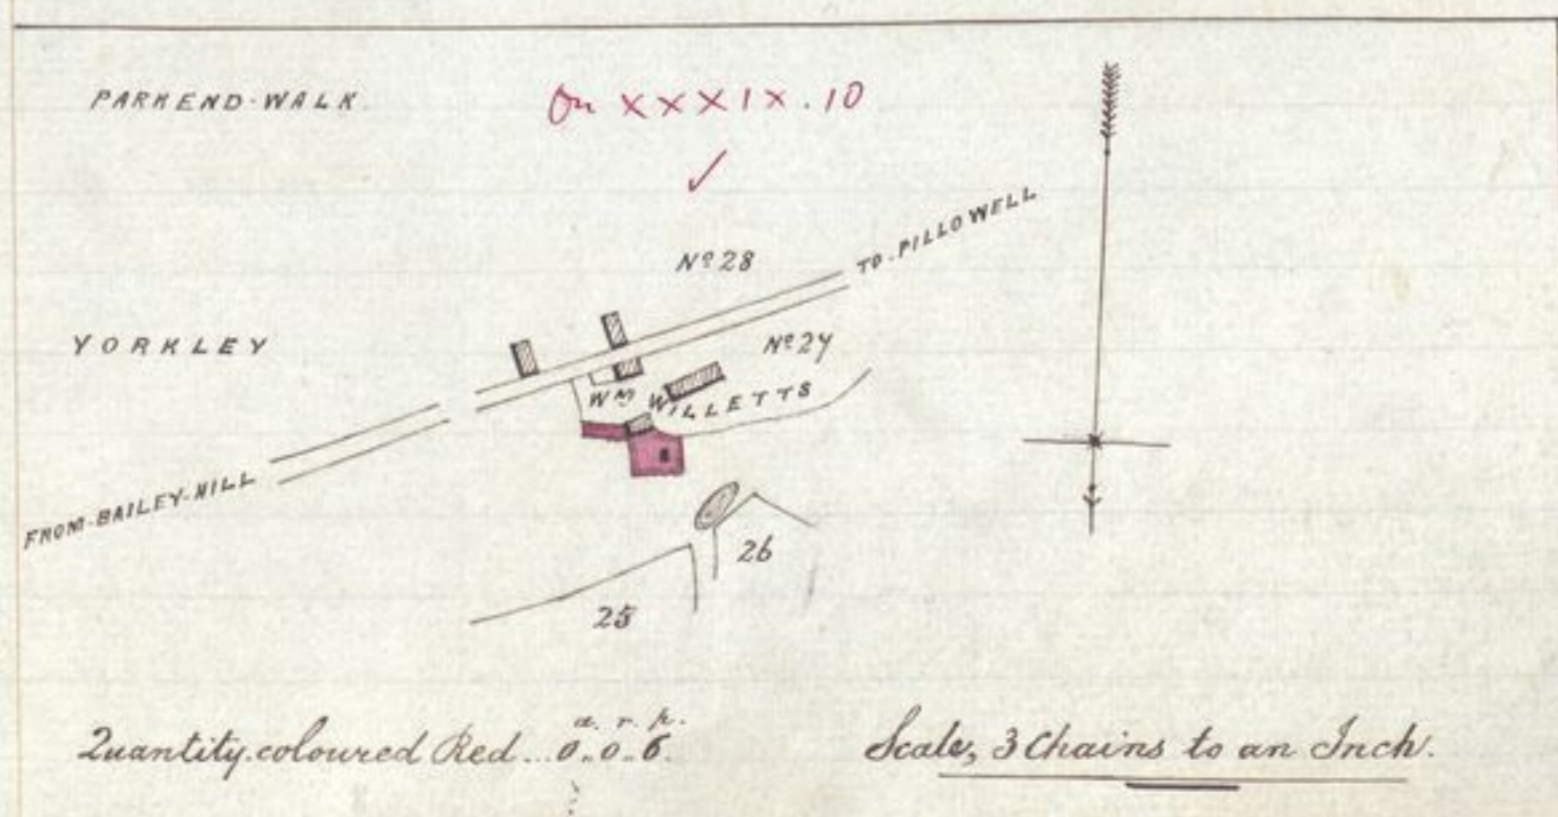 PARKEND-WALK
On XXXIX.10
TO-PILLOWELL
Nº 28
YORKLEY
Nº 27
Wᴹ WILLETTS
FROM-BAILEY-HILL
26
25
a. r. p.
Quantity coloured Red... 0.. 0.. 6.
Scale, 3 Chains to an Inch.